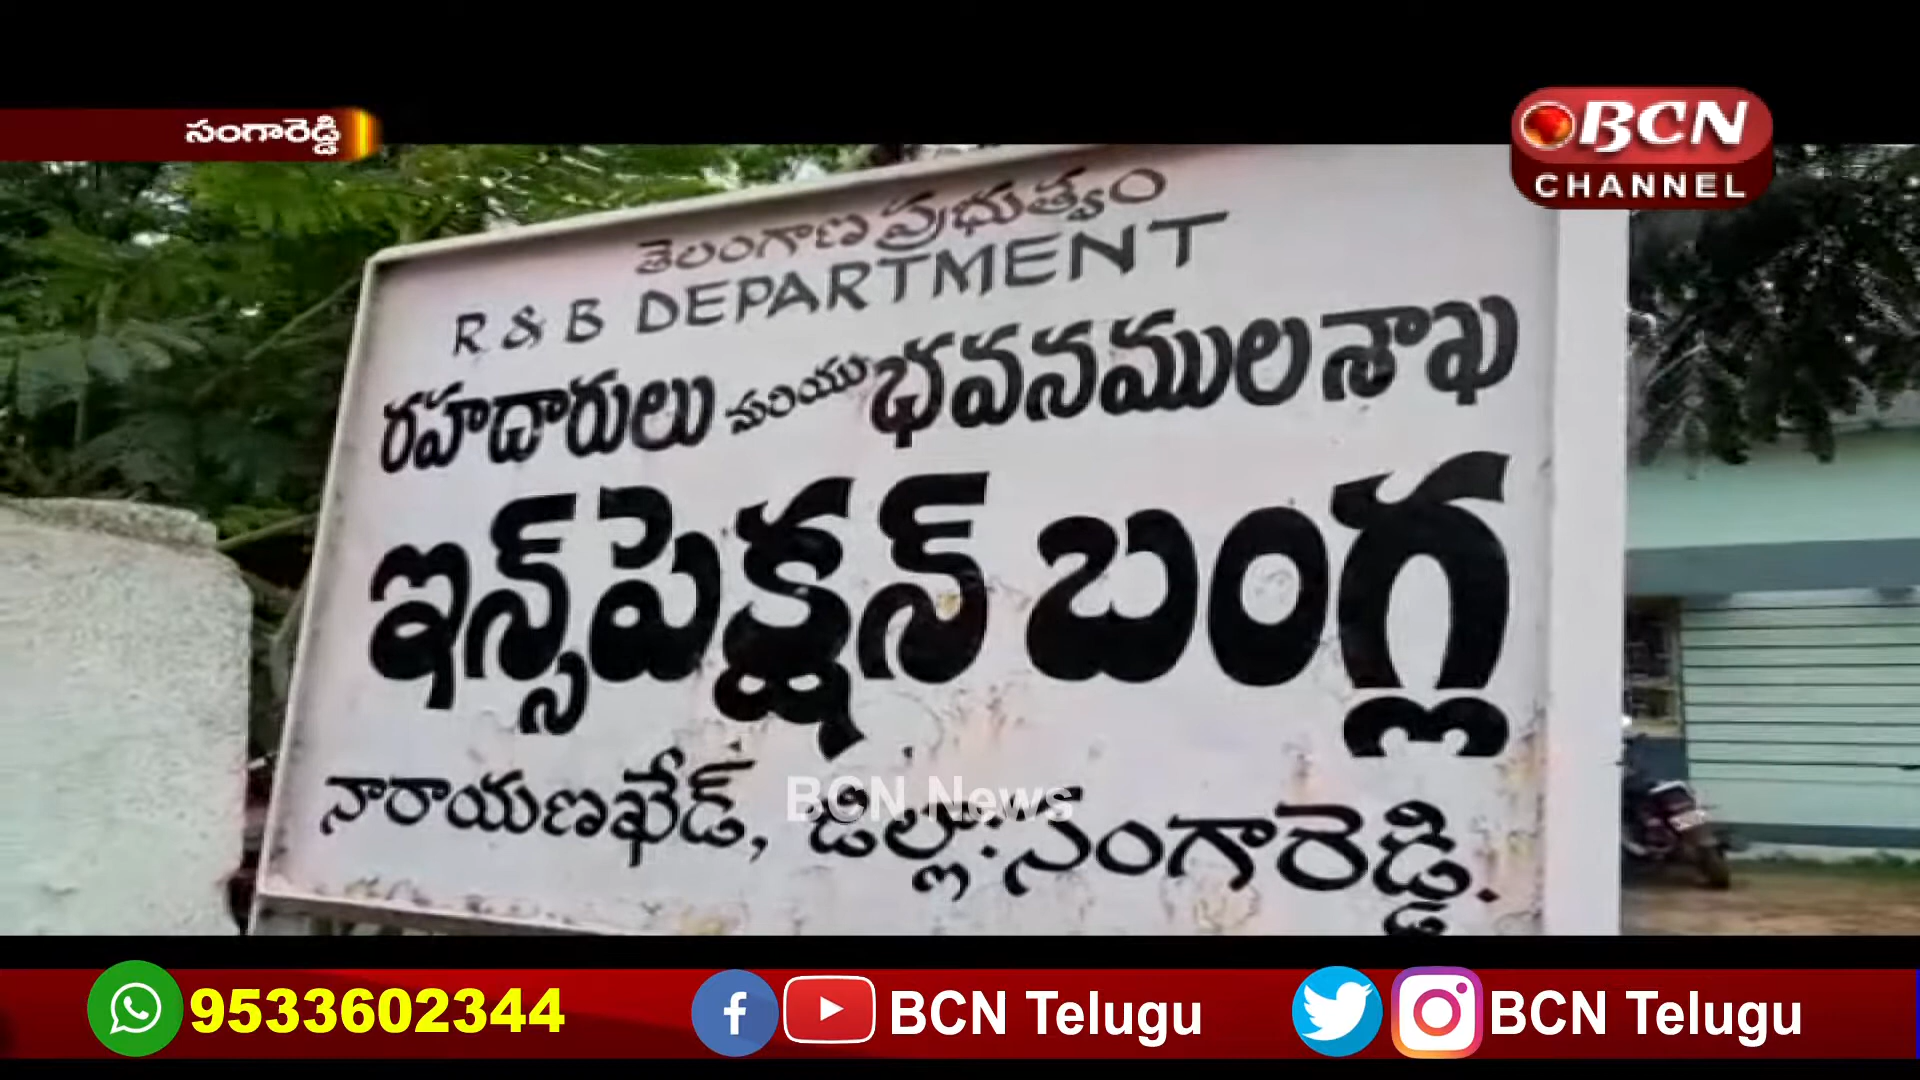 సంగారెడ్డి
BCN
CHANNEL
తెలంగాణ ప్రభుత్వం
R & B DEPARTMENT
రహదారులు మరియు భవనముల శాఖ
ఇన్స్‌పెక్షన్ బంగ్ల
నారాయణఖేడ్, జిల్లా: సంగారెడ్డి.
BCN News
9533602344
BCN Telugu
BCN Telugu